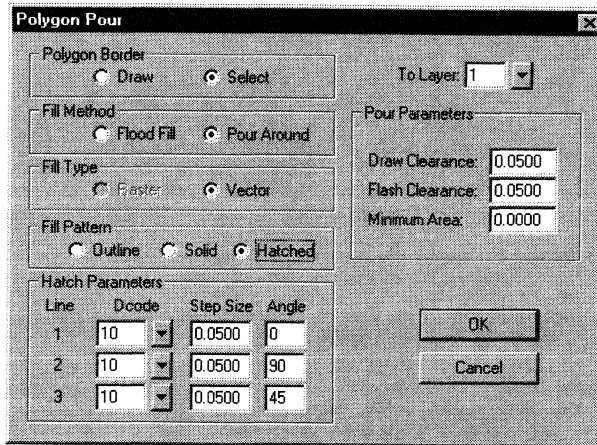 Polygon Pour
Polygon Border
Draw Select
To Layer: 1
Fill Method
Flood Fill Pour Around
Pour Parameters
Draw Clearance: 0.0500
Flash Clearance: 0.0500
Minimum Area: 0.0000
Fill Type
Raster Vector
Fill Pattern
Outline Solid Hatched
Hatch Parameters
Line Dcode Step Size Angle
1 10 0.0500 0
2 10 0.0500 90
3 10 0.0500 45
OK
Cancel